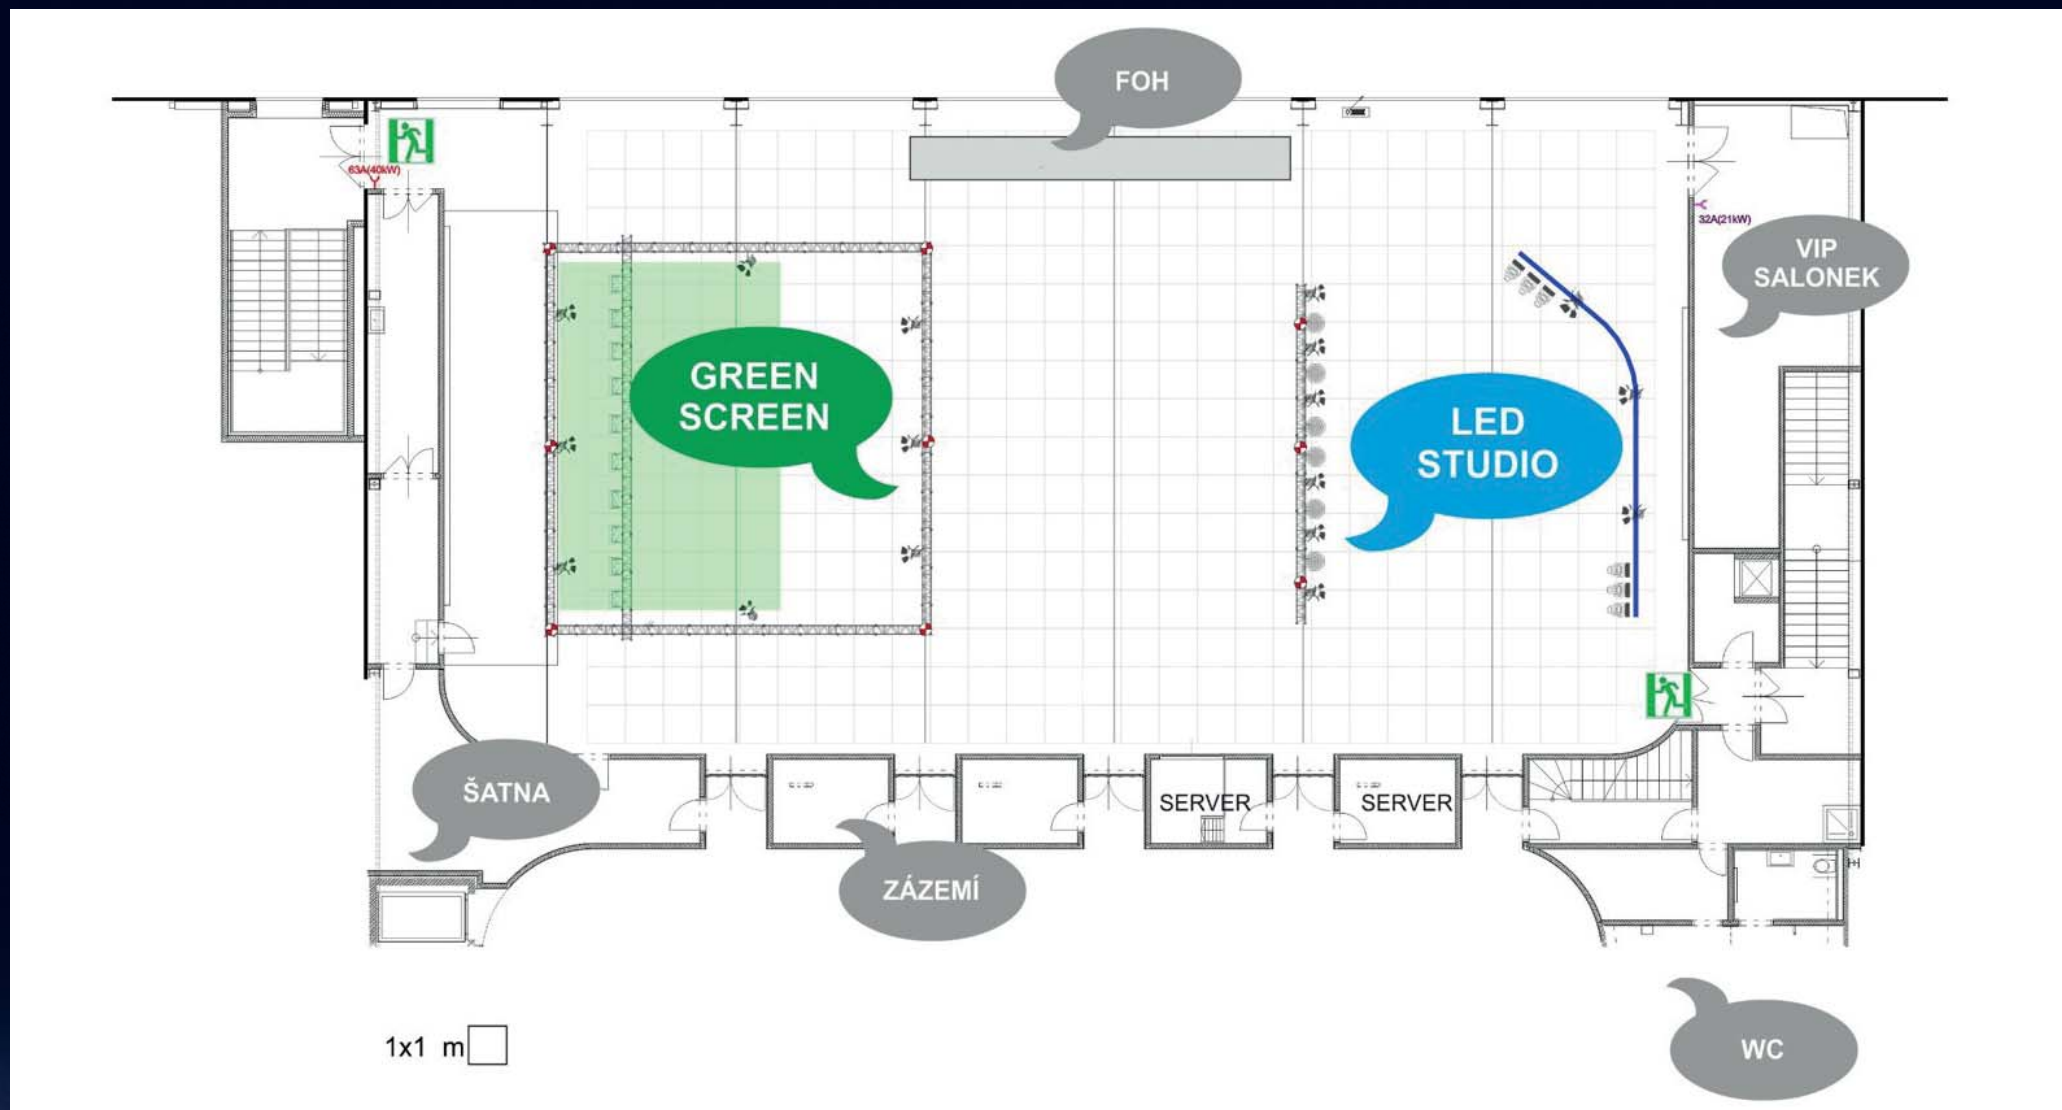 FOH
63A(40kW)
32A(21kW)
VIP
SALONEK
GREEN
SCREEN
LED
STUDIO
ŠATNA
SERVER
SERVER
ZÁZEMÍ
1x1 m
WC